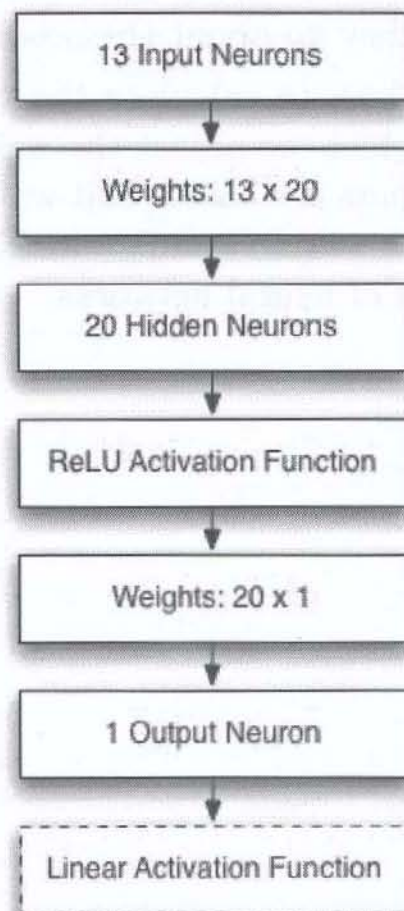 13 Input Neurons
Weights: 13 x 20
20 Hidden Neurons
ReLU Activation Function
Weights: 20 x 1
1 Output Neuron
Linear Activation Function